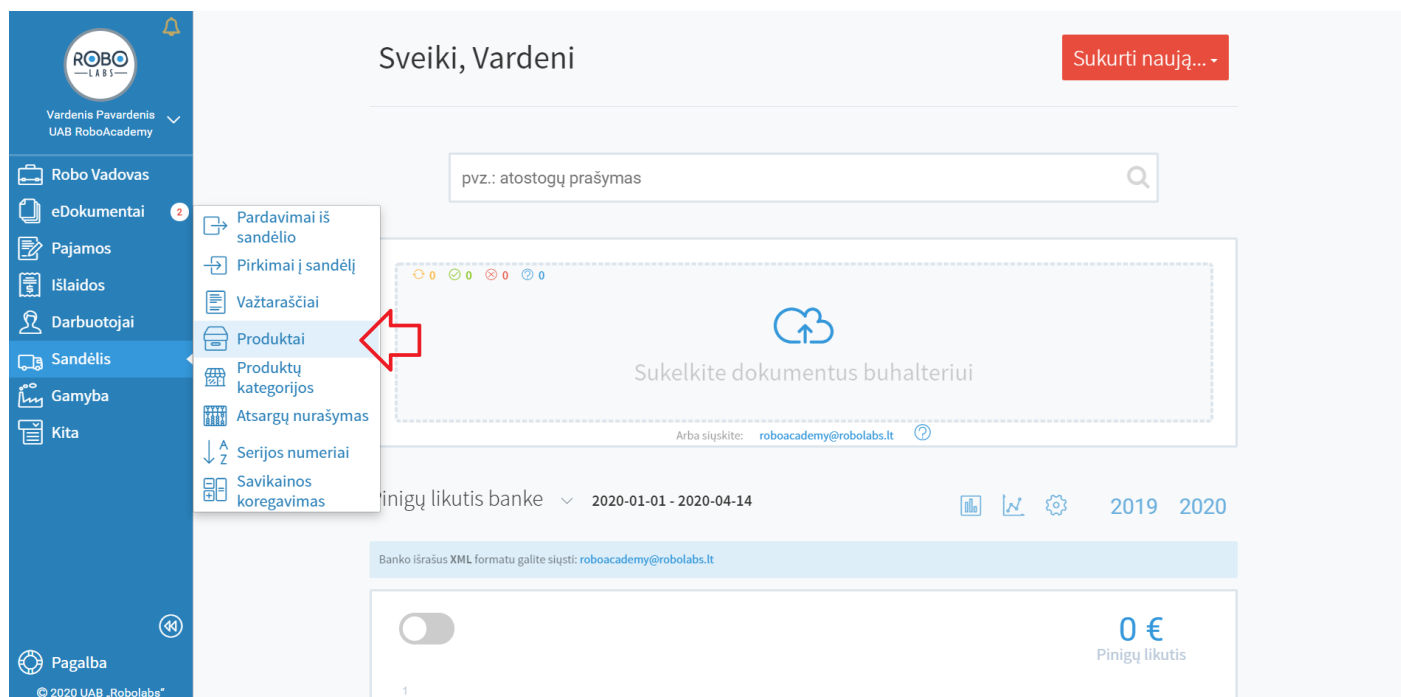 ROBO
LABS
Vardenis Pavardenis
UAB RoboAcademy
Robo Vadovas
eDokumentai 2
Pajamos
Išlaidos
Darbuotojai
Sandėlis
Gamyba
Kita
Pagalba
© 2020 UAB „Robolabs“
Pardavimai iš
sandėlio
Pirkimai į sandėlį
Važtaraščiai
Produktai
Produktų
kategorijos
Atsargų nurašymas
A
Z
Serijos numeriai
Savikainos
koregavimas
Sveiki, Vardeni
Sukurti naują...
pvz.: atostogų prašymas
0 0 0 0
Sukelkite dokumentus buhalteriui
Arba siųskite: roboacademy@robolabs.lt
inigų likutis banke 2020-01-01 - 2020-04-14
2019 2020
Banko išrašus XML formatu galite siųsti: roboacademy@robolabs.lt
0 €
Pinigų likutis
1